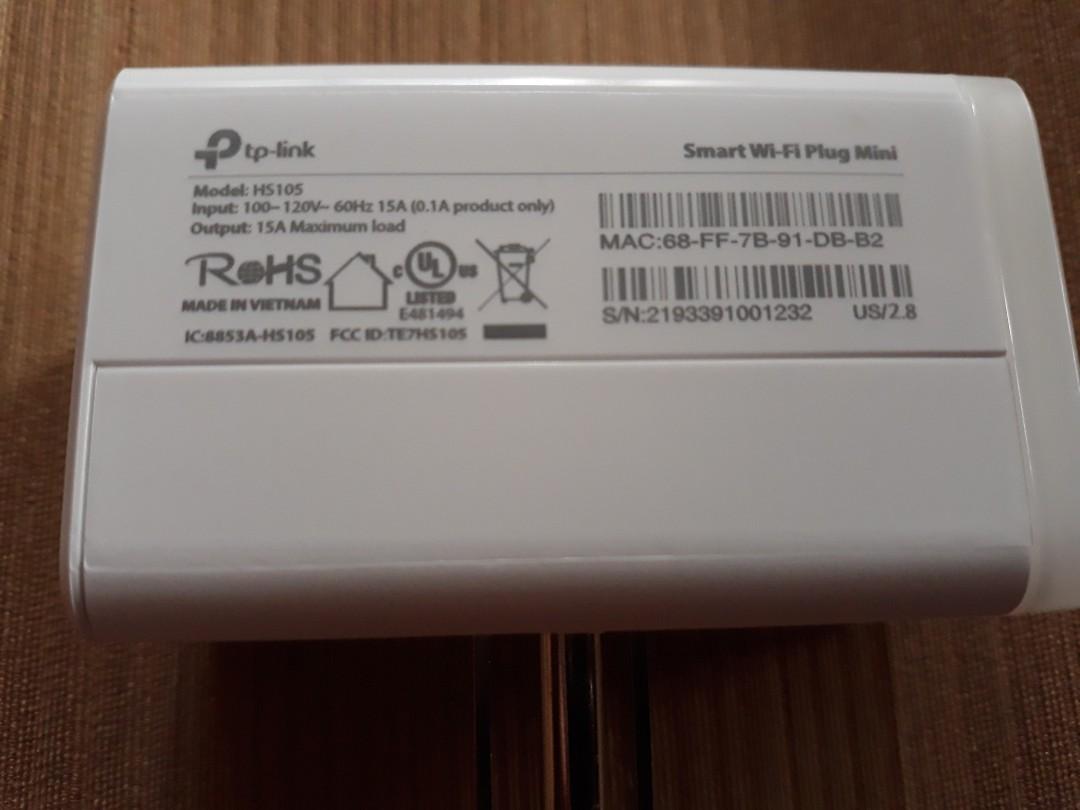 tp-link
Smart Wi-Fi Plug Mini
Model: HS105
Input: 100–120V~ 60Hz 15A (0.1A product only)
Output: 15A Maximum load
MAC:68-FF-7B-91-DB-B2
S/N:2193391001232 US/2.8
RoHS
MADE IN VIETNAM
C UL US
LISTED
E481494
IC:8853A-HS105 FCC ID:TE7HS105